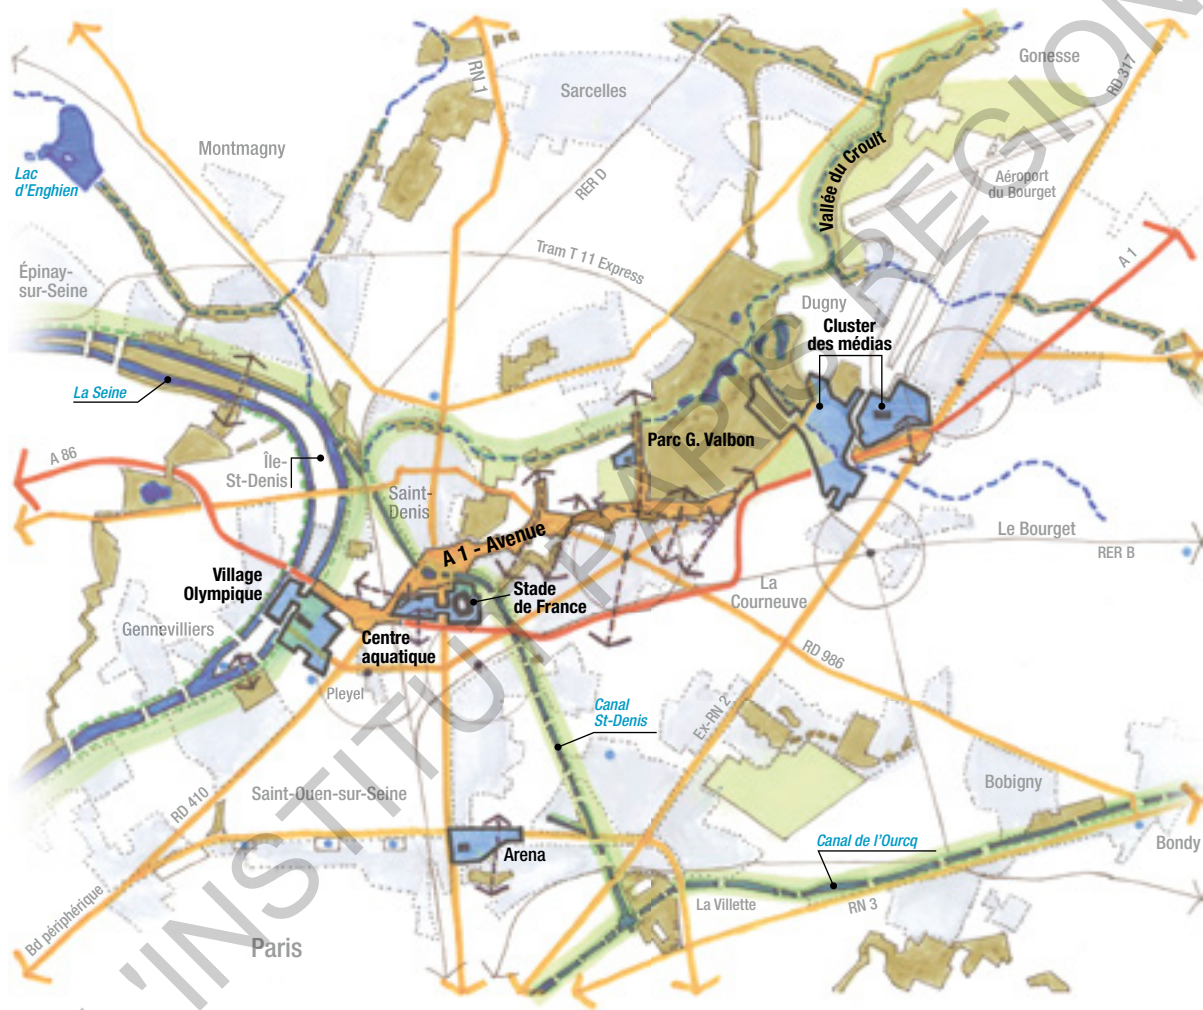 Gonesse
RN 1
RD 317
Sarcelles
Montmagny
Vallée du Croult
Lac
d'Enghien
RER D
Aéroport
du Bourget
Tram T 11 Express
A 1
Épinay-
sur-Seine
Dugny
Cluster
des médias
La Seine
Parc G. Valbon
A 86
Île-
St-Denis
Saint-
Denis
A 1 - Avenue
Le Bourget
RER B
Village
Olympique
Stade
de France
La
Courneuve
Gennevilliers
Centre
aquatique
RD 986
Pleyel
Canal
St-Denis
Ex-RN 2
Bobigny
Saint-Ouen-sur-Seine
RD 410
Canal de l'Ourcq
Bondy
Arena
La Villette
RN 3
Bd périphérique
Paris
L'INSTITUT PARIS REGION